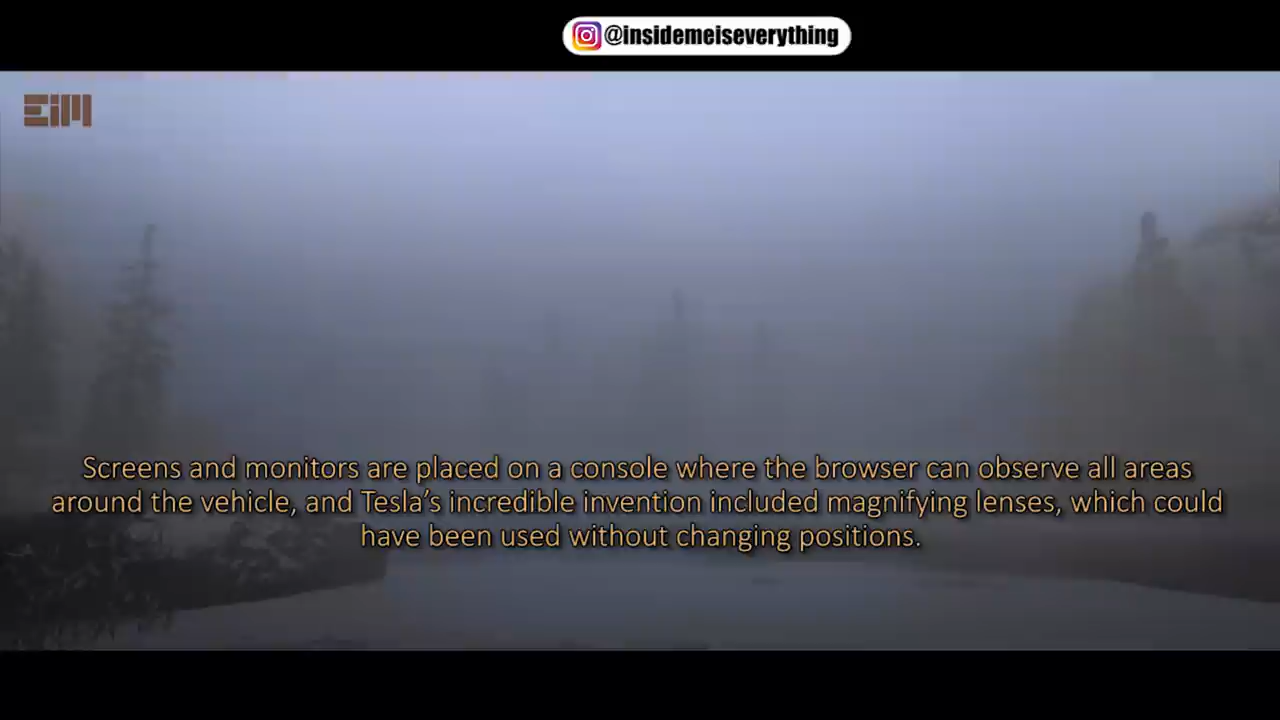 @insidemeiseverything
EiM
Screens and monitors are placed on a console where the browser can observe all areas
around the vehicle, and Tesla’s incredible invention included magnifying lenses, which could
have been used without changing positions.